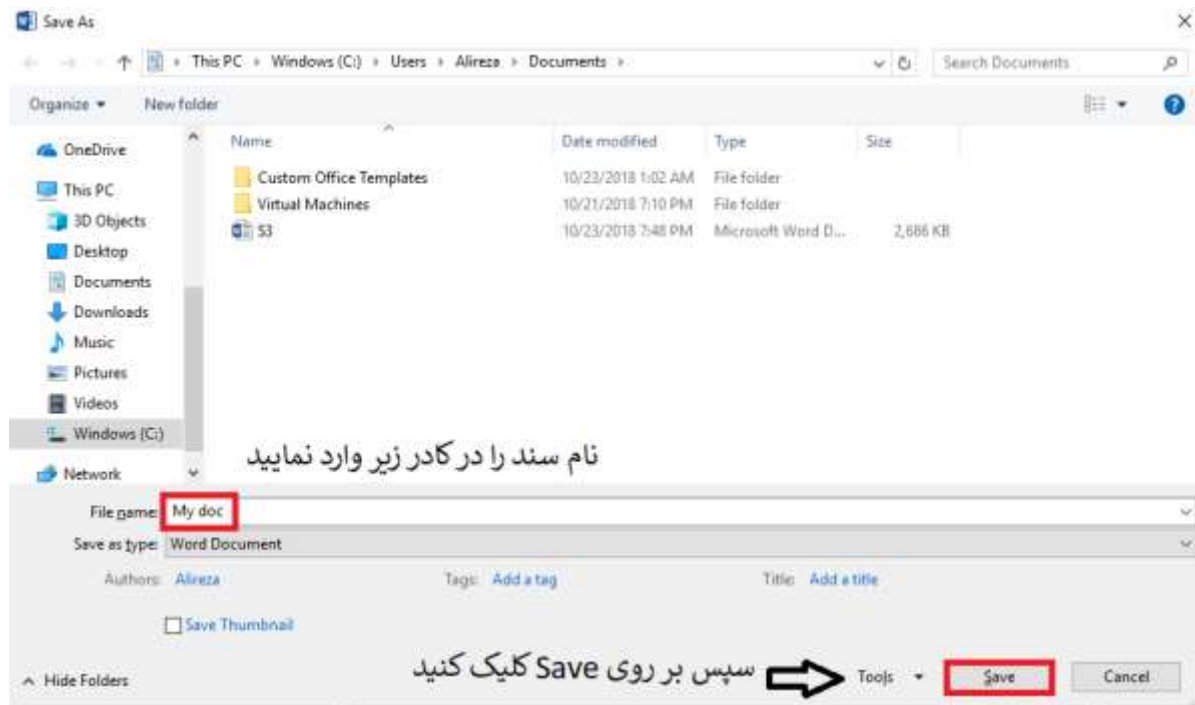 Save As
This PC › Windows (C:) › Users › Alireza › Documents ›
Search Documents
Organize
New folder
Name Date modified Type Size
OneDrive
This PC
3D Objects
Desktop
Documents
Downloads
Music
Pictures
Videos
Windows (C:)
Network
Custom Office Templates 10/23/2018 1:02 AM File folder
Virtual Machines 10/21/2018 7:10 PM File folder
S3 10/23/2018 7:48 PM Microsoft Word D... 2,686 KB
نام سند را در کادر زیر وارد نمایید
File name: My doc
Save as type: Word Document
Authors: Alireza Tags: Add a tag Title: Add a title
Save Thumbnail
سپس بر روی Save کلیک کنید
Hide Folders Tools Save Cancel